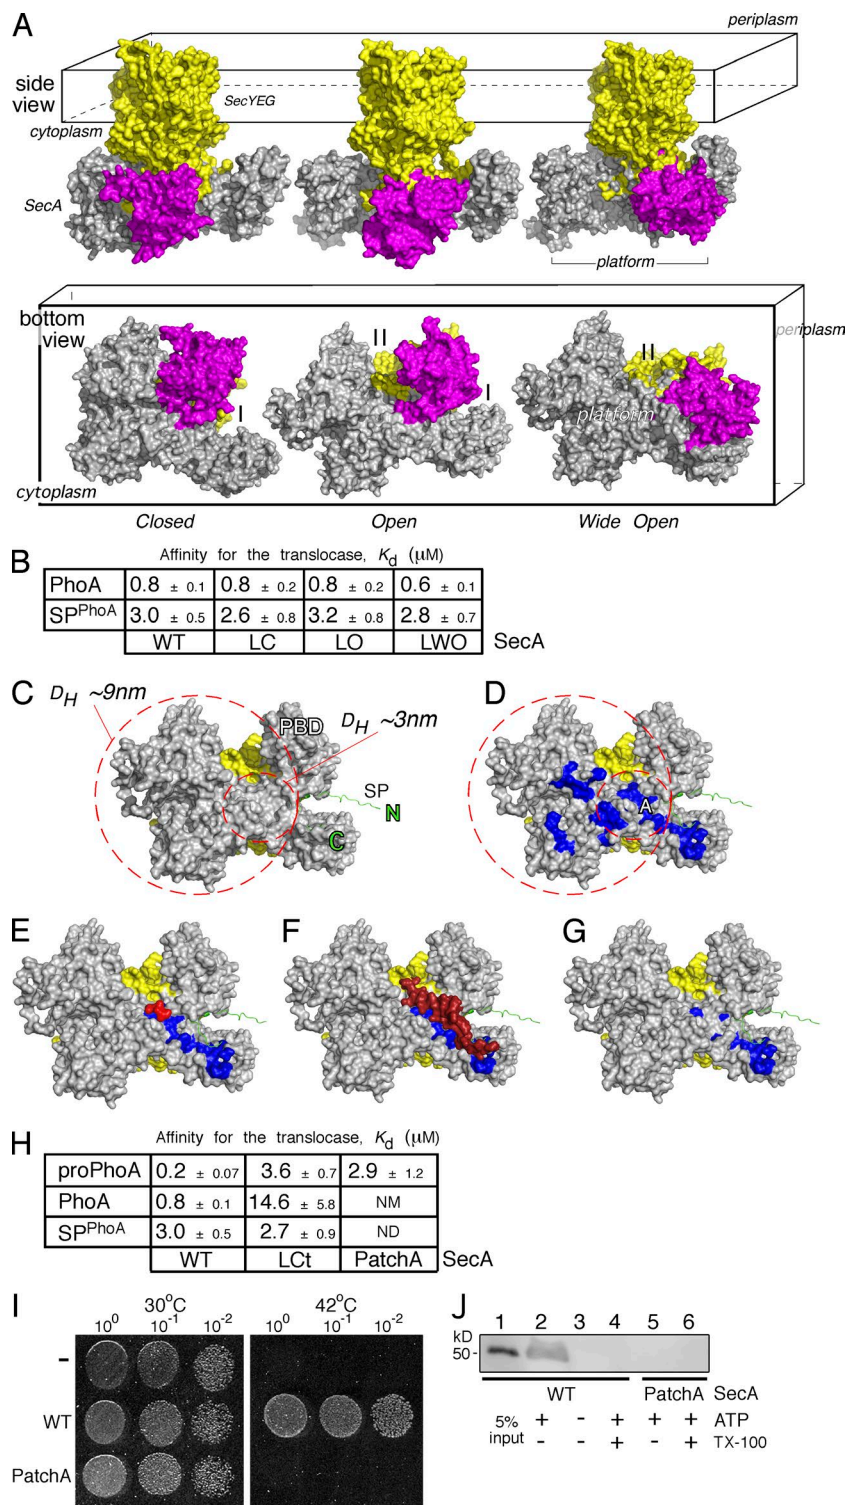 A
periplasm
side
view
SecYEG
cytoplasm
SecA
platform
bottom
view
II
II
periplasm
I
I
platform
cytoplasm
Closed
Open
Wide Open
B
Affinity for the translocase, Kd (µM)
PhoA 0.8 ± 0.1 0.8 ± 0.2 0.8 ± 0.2 0.6 ± 0.1
SPPhoA 3.0 ± 0.5 2.6 ± 0.8 3.2 ± 0.8 2.8 ± 0.7
WT LC LO LWO SecA
C
DH ~9nm
PBD
DH ~3nm
SP
N
C
D
A
E
F
G
H
Affinity for the translocase, Kd (µM)
proPhoA 0.2 ± 0.07 3.6 ± 0.7 2.9 ± 1.2
PhoA 0.8 ± 0.1 14.6 ± 5.8 NM
SPPhoA 3.0 ± 0.5 2.7 ± 0.9 ND
WT LCt PatchA SecA
I
30°C 42°C
10⁰ 10⁻¹ 10⁻² 10⁰ 10⁻¹ 10⁻²
–
WT
PatchA
J
1 2 3 4 5 6
kD
50 -
WT PatchA SecA
5% input + - + + + ATP
- - + - + TX-100